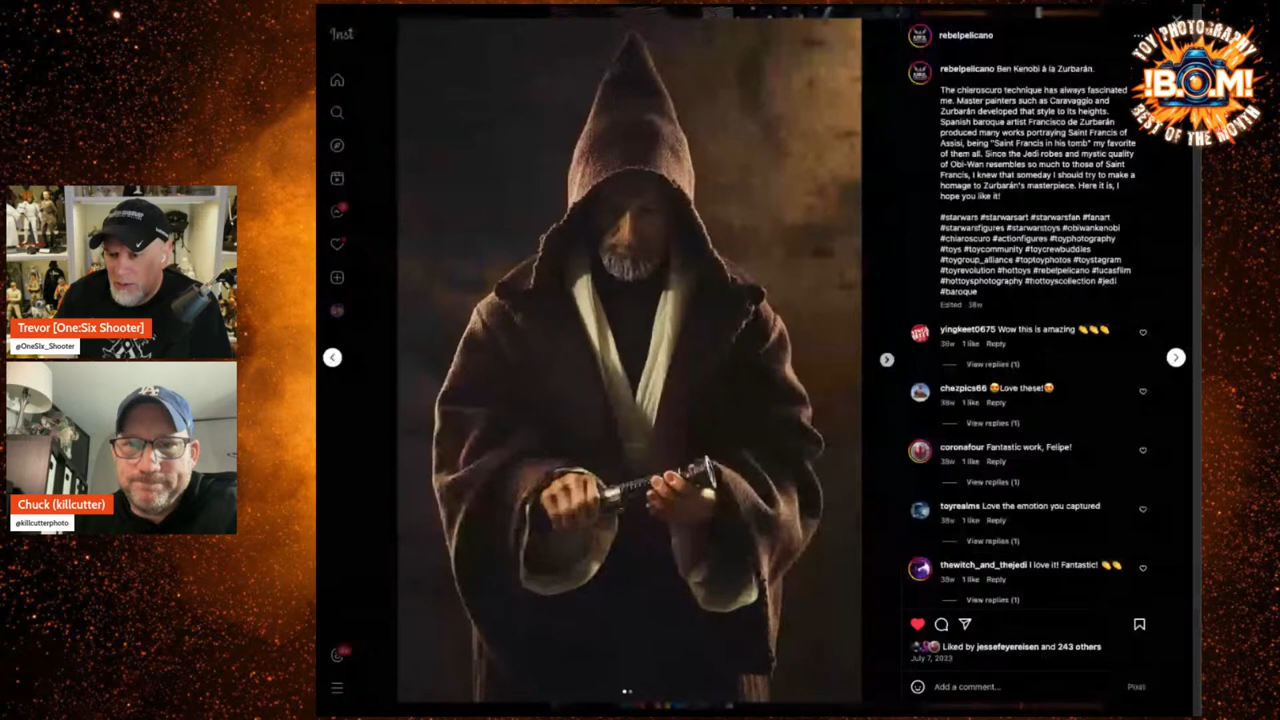 Inst
rebelpelicano
rebelpelicano Ben Kenobi à la Zurbarán.
The chiaroscuro technique has always fascinated
me. Master painters such as Caravaggio and
Zurbarán developed that style to its heights.
Spanish baroque artist Francisco de Zurbarán
produced many works portraying Saint Francis of
Assisi, being "Saint Francis in his tomb" my favorite
of them all. Since the Jedi robes and mystic quality
of Obi-Wan resembles so much to those of Saint
Francis, I knew that someday I should try to make a
homage to Zurbarán's masterpiece. Here it is, I
hope you like it!
#starwars #starwarsart #starwarsfan #fanart
#starwarsfigures #starwarstoys #obiwankenobi
#chiaroscuro #actionfigures #toyphotography
#toys #toycommunity #toycrewbuddies
#toygroup_alliance #toptoyphotos #toystagram
#toyrevolution #hottoys #rebelpelicano #lucasfilm
#hottoysphotography #hottoyscollection #jedi
#baroque
Edited 38w
yingkeet0675 Wow this is amazing 👏👏👏
38w 1 like Reply
View replies (1)
chezpics66 😍Love these!😍
38w 1 like Reply
View replies (1)
coronafour Fantastic work, Felipe!
38w 1 like Reply
View replies (1)
toyrealms Love the emotion you captured
38w 1 like Reply
View replies (1)
thewitch_and_thejedi I love it! Fantastic! 👏👏
38w 1 like Reply
View replies (1)
Liked by jessefeyereisen and 243 others
July 7, 2023
Add a comment...
Post
TOY PHOTOGRAPHY
!B.O.M!
BEST OF THE MONTH
Trevor [One:Six Shooter]
@OneSix_Shooter
Chuck (killcutter)
@killcutterphoto